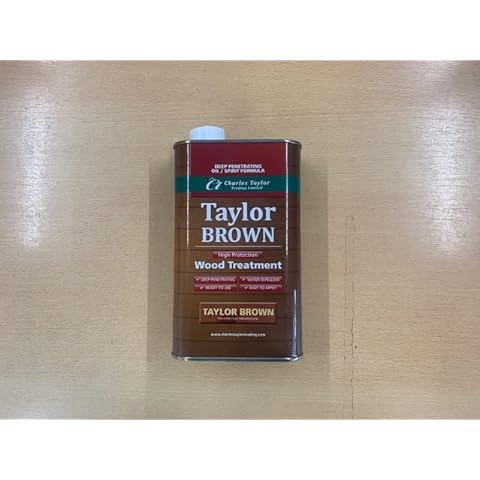 DEEP PENETRATING
OIL / SPIRIT FORMULA
Charles Taylor
Trading Limited
Taylor
BROWN
High Protection
Wood Treatment
✓ DEEP PENETRATING ✓ WATER REPELLENT
✓ READY TO USE ✓ EASY TO APPLY
TAYLOR BROWN
www.charlestaylortrading.com